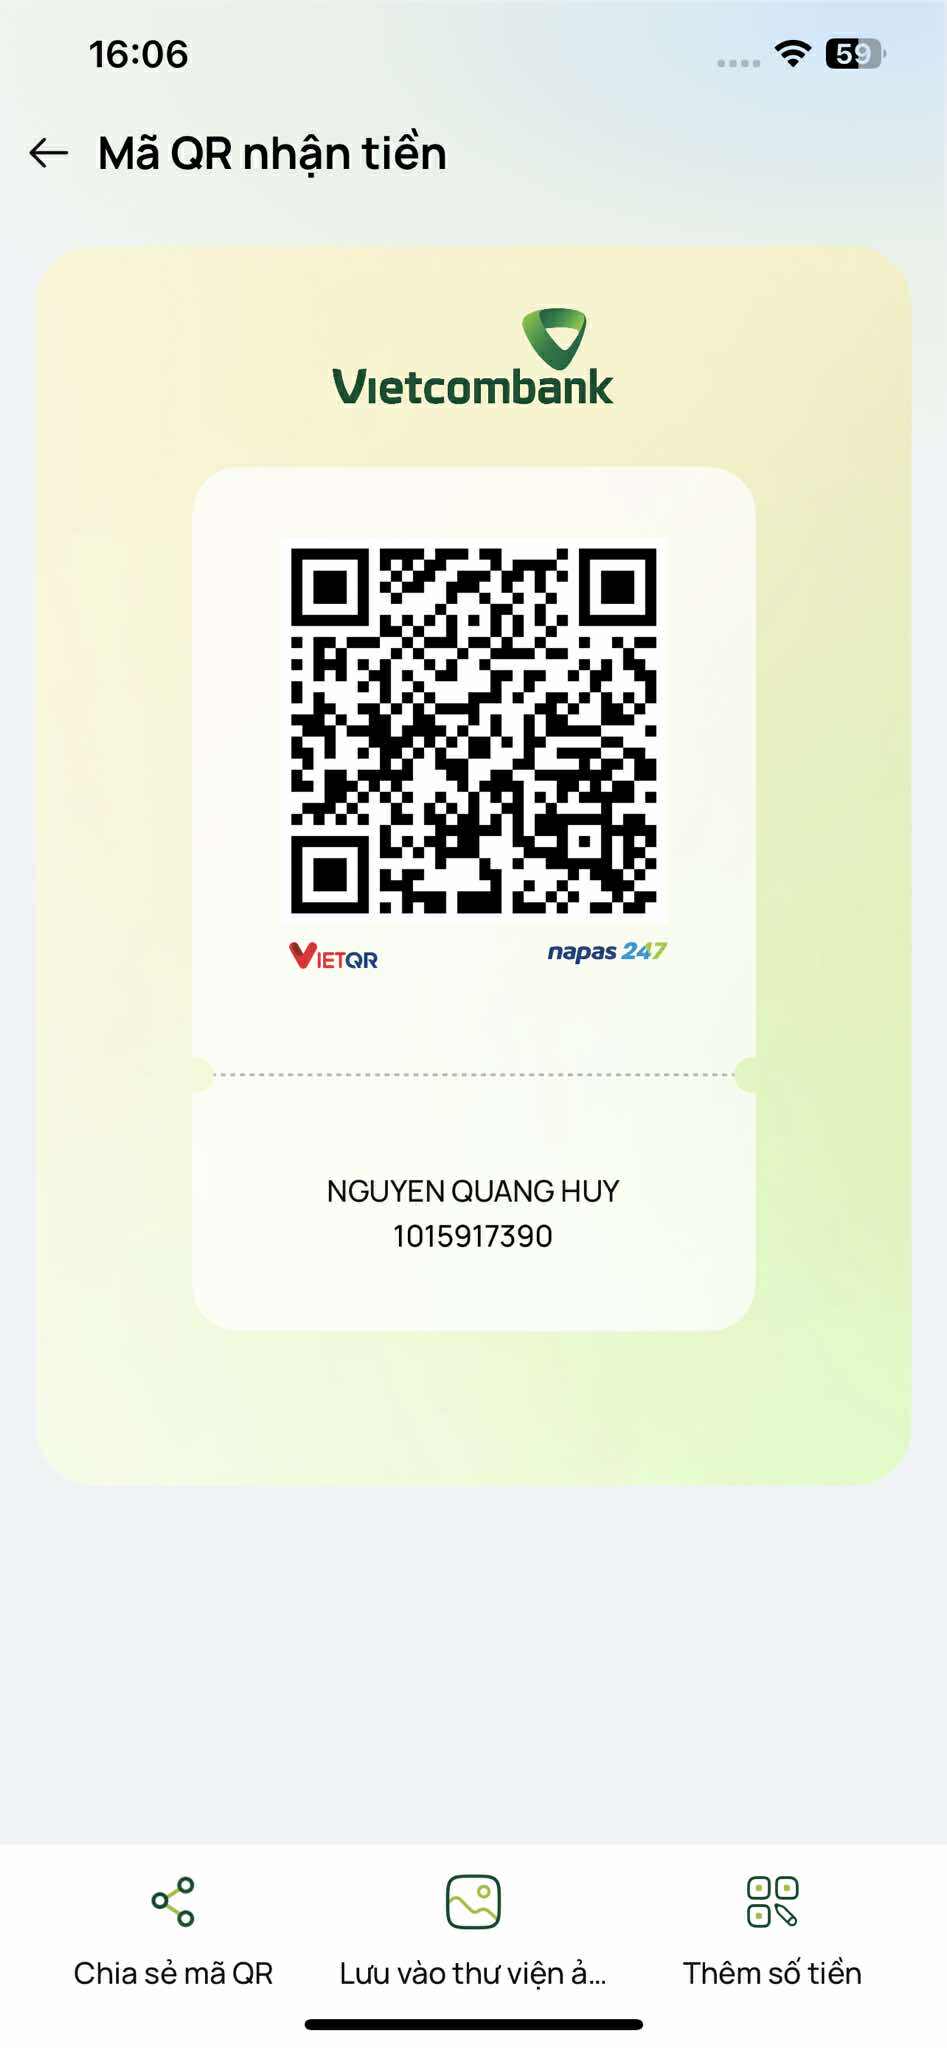 16:06
59
Mã QR nhận tiền
Vietcombank
VIETQR
napas 247
NGUYEN QUANG HUY
1015917390
Chia sẻ mã QR
Lưu vào thư viện ả...
Thêm số tiền